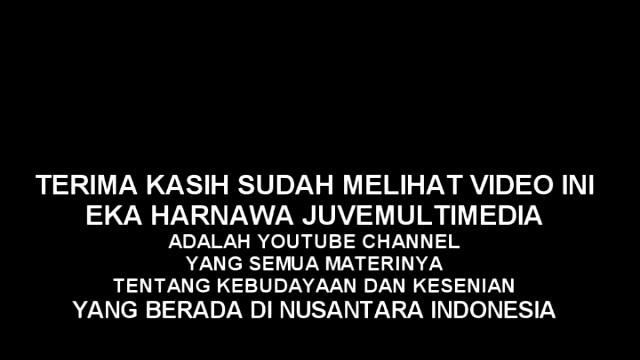 TERIMA KASIH SUDAH MELIHAT VIDEO INI
EKA HARNAWA JUVEMULTIMEDIA
ADALAH YOUTUBE CHANNEL
YANG SEMUA MATERINYA
TENTANG KEBUDAYAAN DAN KESENIAN
YANG BERADA DI NUSANTARA INDONESIA